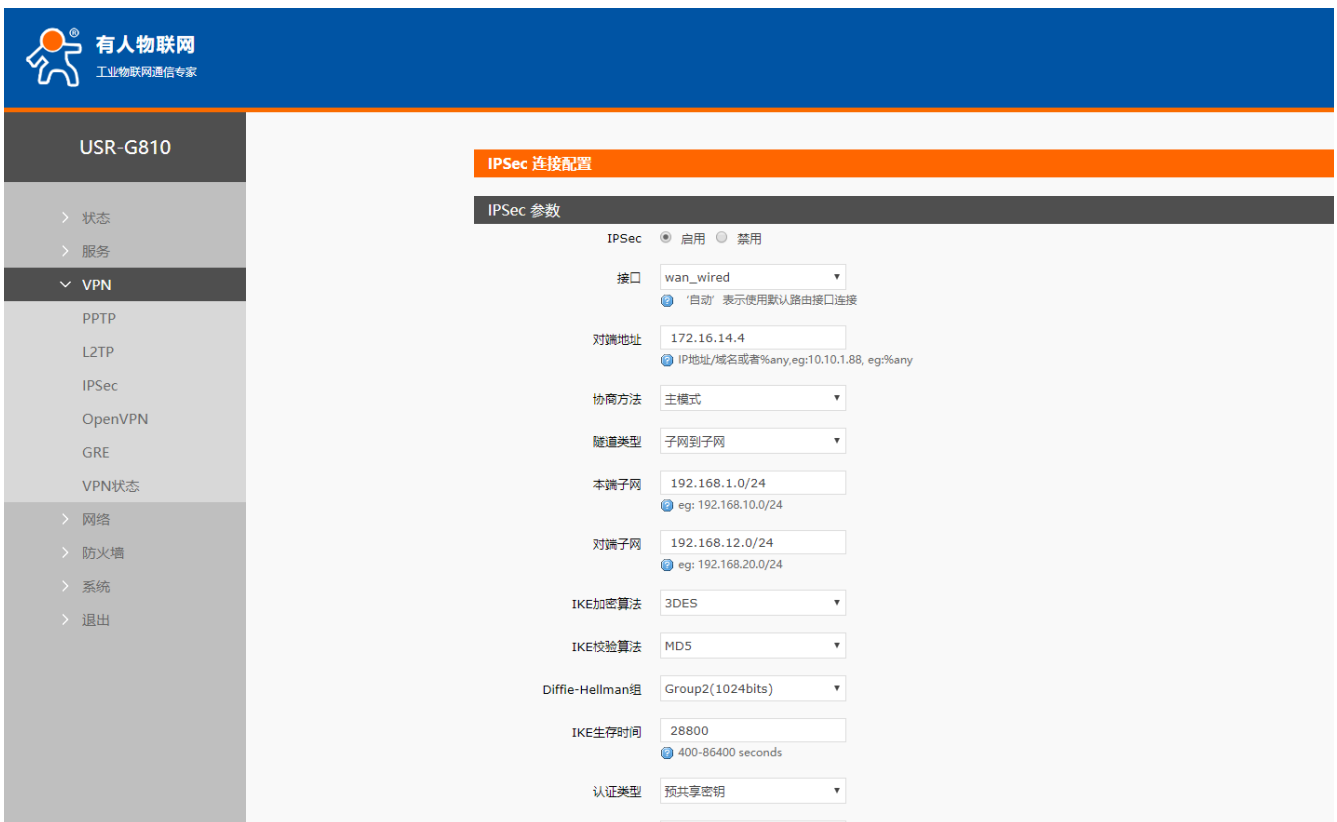 有人物联网
®
工业物联网通信专家
USR-G810
状态
服务
VPN
PPTP
L2TP
IPSec
OpenVPN
GRE
VPN状态
网络
防火墙
系统
退出
IPSec 连接配置
IPSec 参数
IPSec 启用 禁用
接口 wan_wired
‘自动’ 表示使用默认路由接口连接
对端地址 172.16.14.4
IP地址/域名或者%any,eg:10.10.1.88, eg:%any
协商方法 主模式
隧道类型 子网到子网
本端子网 192.168.1.0/24
eg: 192.168.10.0/24
对端子网 192.168.12.0/24
eg: 192.168.20.0/24
IKE加密算法 3DES
IKE校验算法 MD5
Diffie-Hellman组 Group2(1024bits)
IKE生存时间 28800
400-86400 seconds
认证类型 预共享密钥